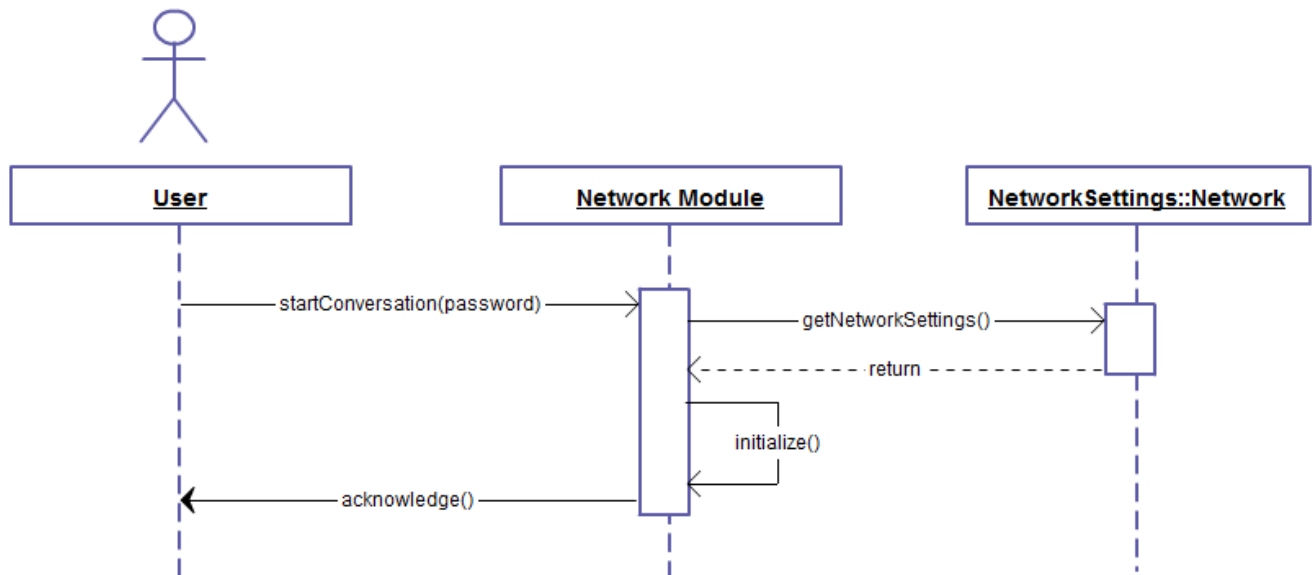 User
Network Module
NetworkSettings::Network
startConversation(password)
getNetworkSettings()
return
initialize()
acknowledge()